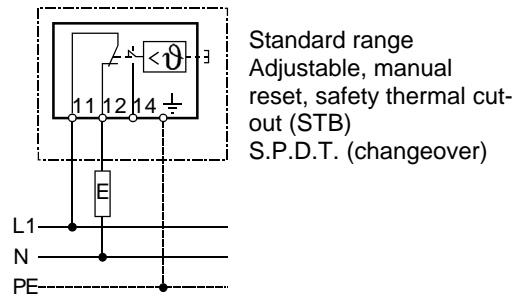 <ϑ
11 12 14
E
L1
N
PE
Standard range
Adjustable, manual
reset, safety thermal cut-
out (STB)
S.P.D.T. (changeover)